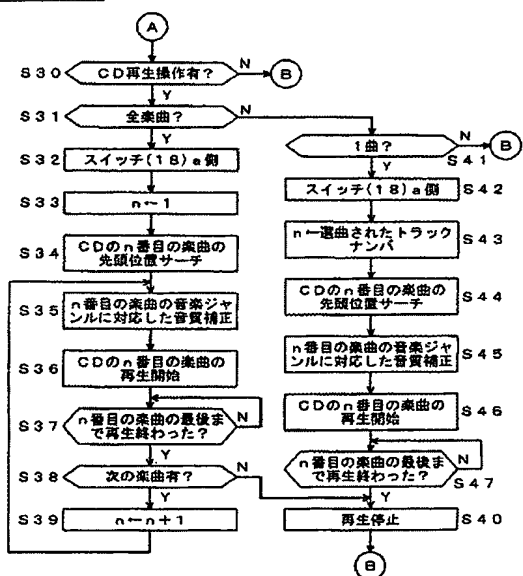 A
S30 CD再生操作有? N B
Y
S31 全楽曲? N
Y
S32 スイッチ(18)a側
S33 n←1
S34 CDのn番目の楽曲の
先頭位置サーチ
S35 n番目の楽曲の音楽ジャ
ンルに対応した音質補正
S36 CDのn番目の楽曲の
再生開始
S37 n番目の楽曲の最後ま
で再生終わった? N
Y
S38 次の楽曲有? N
Y
S39 n←n+1
1曲? N B
S41
Y
スイッチ(18)a側 S42
n←選曲されたトラック
ナンバ S43
CDのn番目の楽曲の
先頭位置サーチ S44
n番目の楽曲の音楽ジャ
ンルに対応した音質補正 S45
CDのn番目の楽曲の
再生開始 S46
n番目の楽曲の最後ま
で再生終わった? N
S47
Y
再生停止 S40
B